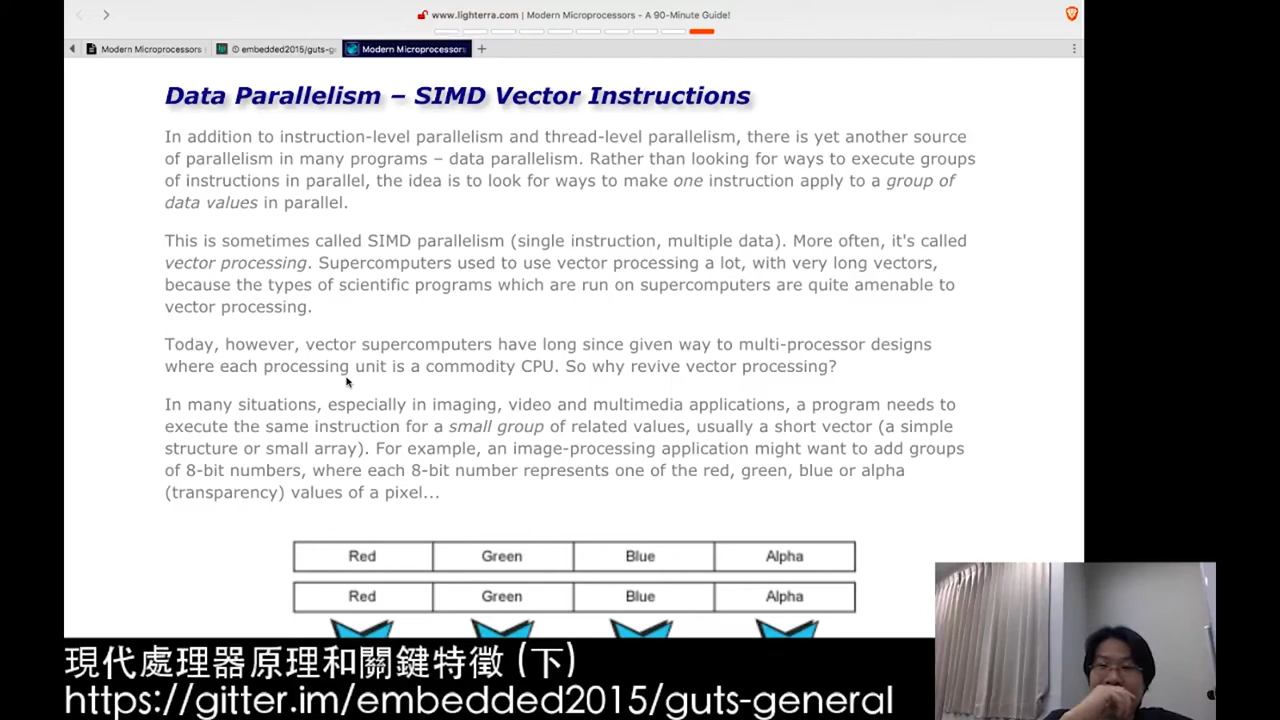 www.lighterra.com | Modern Microprocessors - A 90-Minute Guide!
Modern Microprocessors
embedded2015/guts-g
Modern Microprocessors
Data Parallelism – SIMD Vector Instructions
In addition to instruction-level parallelism and thread-level parallelism, there is yet another source
of parallelism in many programs – data parallelism. Rather than looking for ways to execute groups
of instructions in parallel, the idea is to look for ways to make one instruction apply to a group of
data values in parallel.
This is sometimes called SIMD parallelism (single instruction, multiple data). More often, it's called
vector processing. Supercomputers used to use vector processing a lot, with very long vectors,
because the types of scientific programs which are run on supercomputers are quite amenable to
vector processing.
Today, however, vector supercomputers have long since given way to multi-processor designs
where each processing unit is a commodity CPU. So why revive vector processing?
In many situations, especially in imaging, video and multimedia applications, a program needs to
execute the same instruction for a small group of related values, usually a short vector (a simple
structure or small array). For example, an image-processing application might want to add groups
of 8-bit numbers, where each 8-bit number represents one of the red, green, blue or alpha
(transparency) values of a pixel...
Red Green Blue Alpha
Red Green Blue Alpha
現代處理器原理和關鍵特徵 (下)
https://gitter.im/embedded2015/guts-general